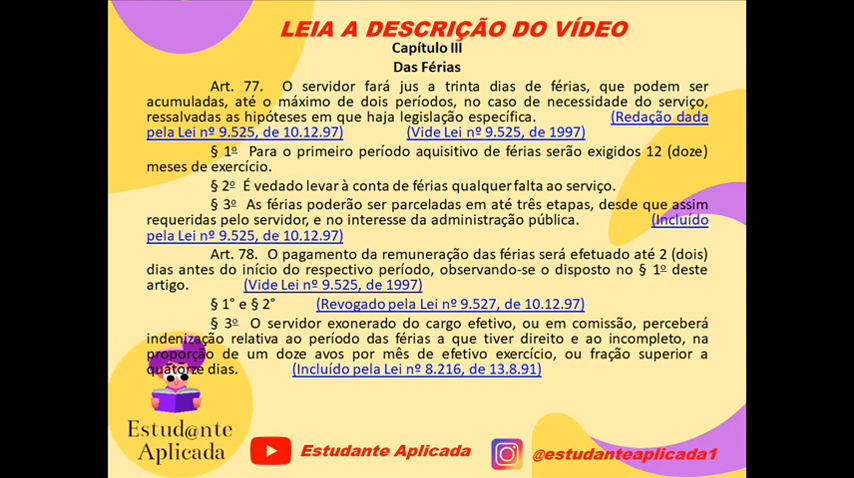 LEIA A DESCRIÇÃO DO VÍDEO
Capítulo III
Das Férias
Art. 77. O servidor fará jus a trinta dias de férias, que podem ser
acumuladas, até o máximo de dois períodos, no caso de necessidade do serviço,
ressalvadas as hipóteses em que haja legislação específica. (Redação dada
pela Lei nº 9.525, de 10.12.97) (Vide Lei nº 9.525, de 1997)
§ 1º Para o primeiro período aquisitivo de férias serão exigidos 12 (doze)
meses de exercício.
§ 2º É vedado levar à conta de férias qualquer falta ao serviço.
§ 3º As férias poderão ser parceladas em até três etapas, desde que assim
requeridas pelo servidor, e no interesse da administração pública. (Incluído
pela Lei nº 9.525, de 10.12.97)
Art. 78. O pagamento da remuneração das férias será efetuado até 2 (dois)
dias antes do início do respectivo período, observando-se o disposto no § 1º deste
artigo. (Vide Lei nº 9.525, de 1997)
§ 1° e § 2° (Revogado pela Lei nº 9.527, de 10.12.97)
§ 3º O servidor exonerado do cargo efetivo, ou em comissão, perceberá
indenização relativa ao período das férias a que tiver direito e ao incompleto, na
proporção de um doze avos por mês de efetivo exercício, ou fração superior a
quatorze dias. (Incluído pela Lei nº 8.216, de 13.8.91)
Estud@nte
Aplicada
Estudante Aplicada
@estudanteaplicada1